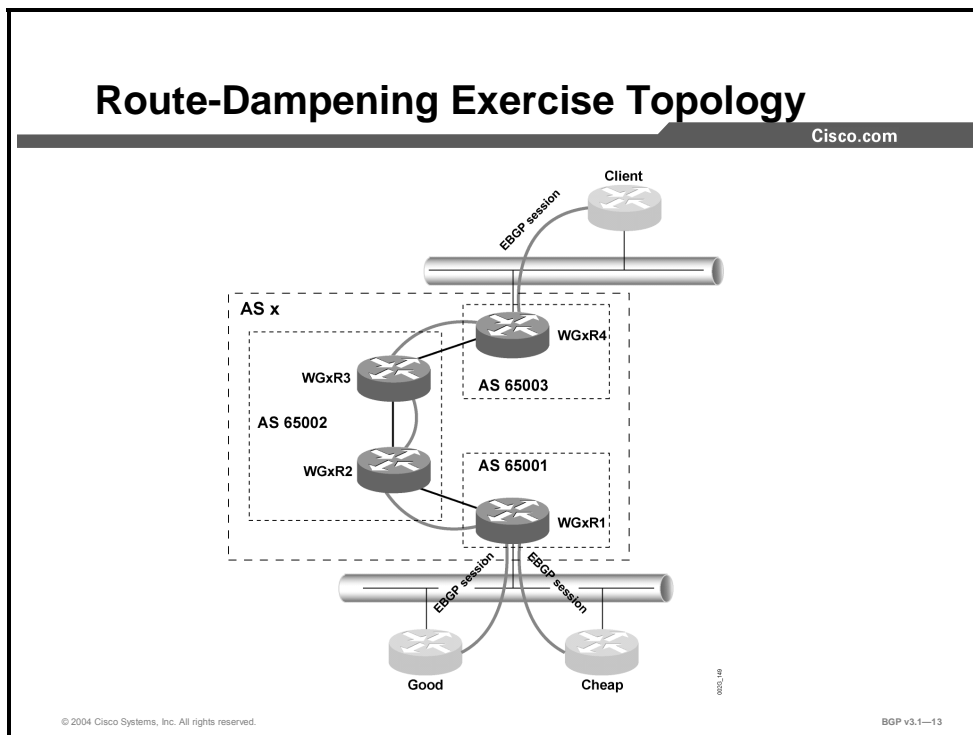 Route-Dampening Exercise Topology
Cisco.com
Client
EBGP session
AS x
WGxR4
WGxR3
AS 65003
AS 65002
WGxR2
AS 65001
WGxR1
EBGP session
EBGP session
Good
Cheap
002G_149
© 2004 Cisco Systems, Inc. All rights reserved.
BGP v3.1—13